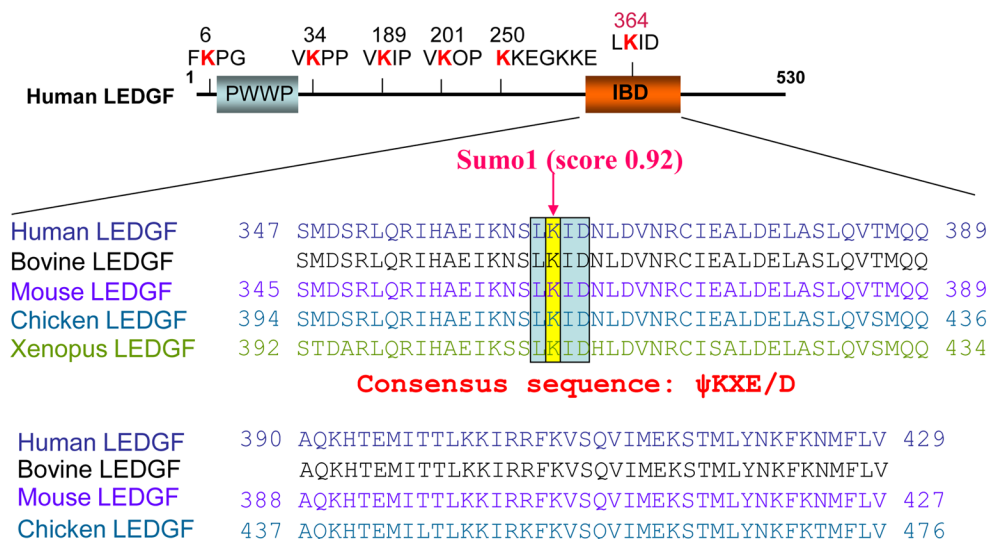 6 34 189 201 250 364
FKPG VKPP VKIP VKOP KKEGKKE LKID
1 530
Human LEDGF PWWP IBD
Sumo1 (score 0.92)
Human LEDGF 347 SMDSRLQRIHAEIKNSLKIDNLDVNRCIEALDELASLQVTMQQ 389
Bovine LEDGF SMDSRLQRIHAEIKNSLKIDNLDVNRCIEALDELASLQVTMQQ
Mouse LEDGF 345 SMDSRLQRIHAEIKNSLKIDNLDVNRCIEALDELASLQVTMQQ 389
Chicken LEDGF 394 SMDSRLQRIHAEIKNSLKIDNLDVNRCIEALDELASLQVSMQQ 436
Xenopus LEDGF 392 STDARLQRIHAEIKSSLKIDHLDVNRCISALDELASLQVSMQQ 434
Consensus sequence: ψKXE/D
Human LEDGF 390 AQKHTEMITTLKKIRRFKVSQVIMEKSTMLYNKFKNMFLV 429
Bovine LEDGF AQKHTEMITTLKKIRRFKVSQVIMEKSTMLYNKFKNMFLV
Mouse LEDGF 388 AQKHTEMITTLKKIRRFKVSQVIMEKSTMLYNKFKNMFLV 427
Chicken LEDGF 437 AQKHTEMILTLKKIRRFKVSQVIMEKSTMLYNKFKTMFLV 476